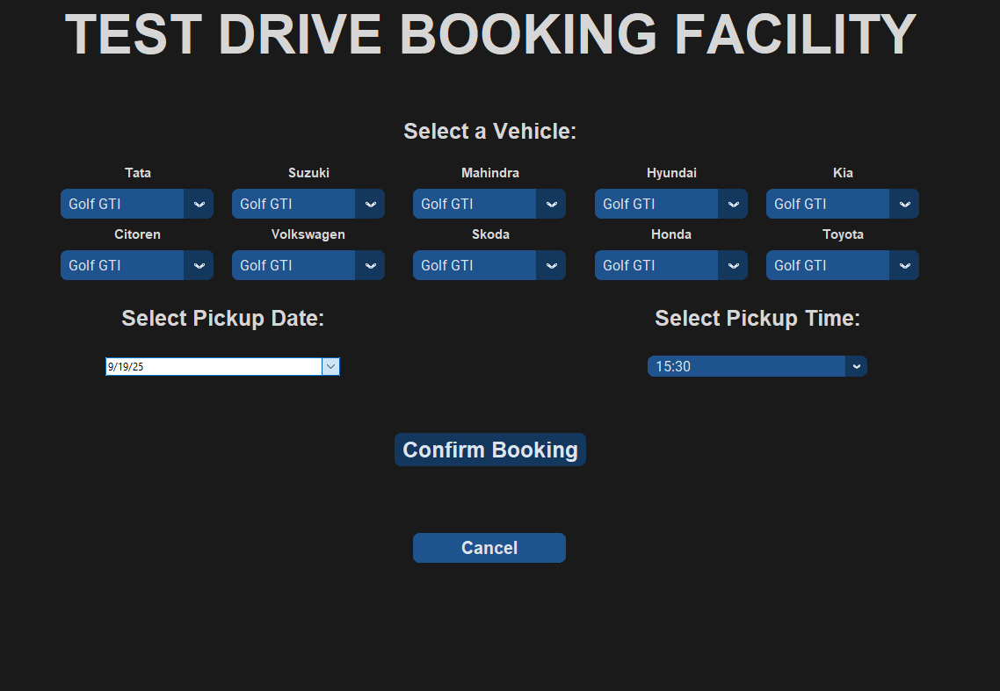 TEST DRIVE BOOKING FACILITY
Select a Vehicle:
Tata Suzuki Mahindra Hyundai Kia
Golf GTI Golf GTI Golf GTI Golf GTI Golf GTI
Citoren Volkswagen Skoda Honda Toyota
Golf GTI Golf GTI Golf GTI Golf GTI Golf GTI
Select Pickup Date: Select Pickup Time:
9/19/25 15:30
Confirm Booking
Cancel